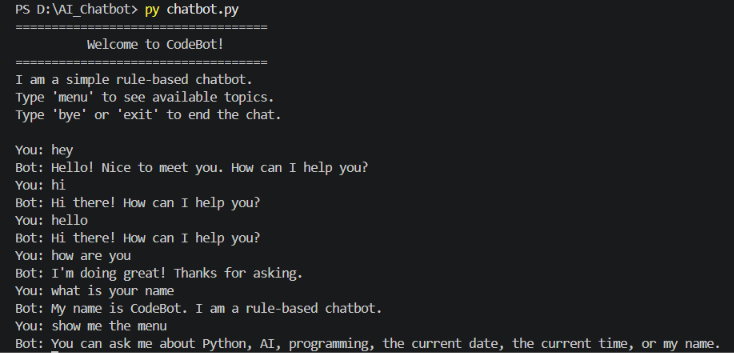 PS D:\AI_Chatbot> py chatbot.py
===================================
Welcome to CodeBot!
===================================
I am a simple rule-based chatbot.
Type 'menu' to see available topics.
Type 'bye' or 'exit' to end the chat.
You: hey
Bot: Hello! Nice to meet you. How can I help you?
You: hi
Bot: Hi there! How can I help you?
You: hello
Bot: Hi there! How can I help you?
You: how are you
Bot: I'm doing great! Thanks for asking.
You: what is your name
Bot: My name is CodeBot. I am a rule-based chatbot.
You: show me the menu
Bot: You can ask me about Python, AI, programming, the current date, the current time, or my name.